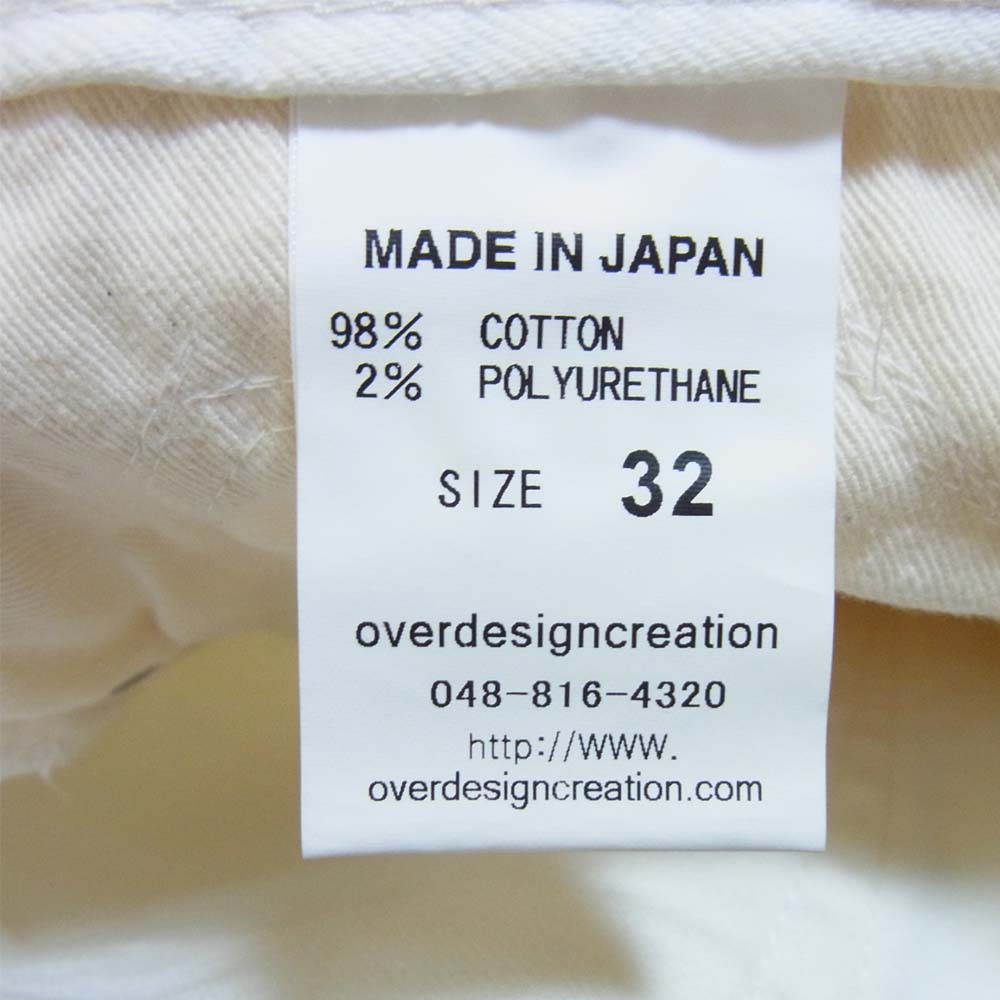 MADE IN JAPAN
98% COTTON
2% POLYURETHANE
SIZE 32
overdesigncreation
048-816-4320
http://WWW.
overdesigncreation.com